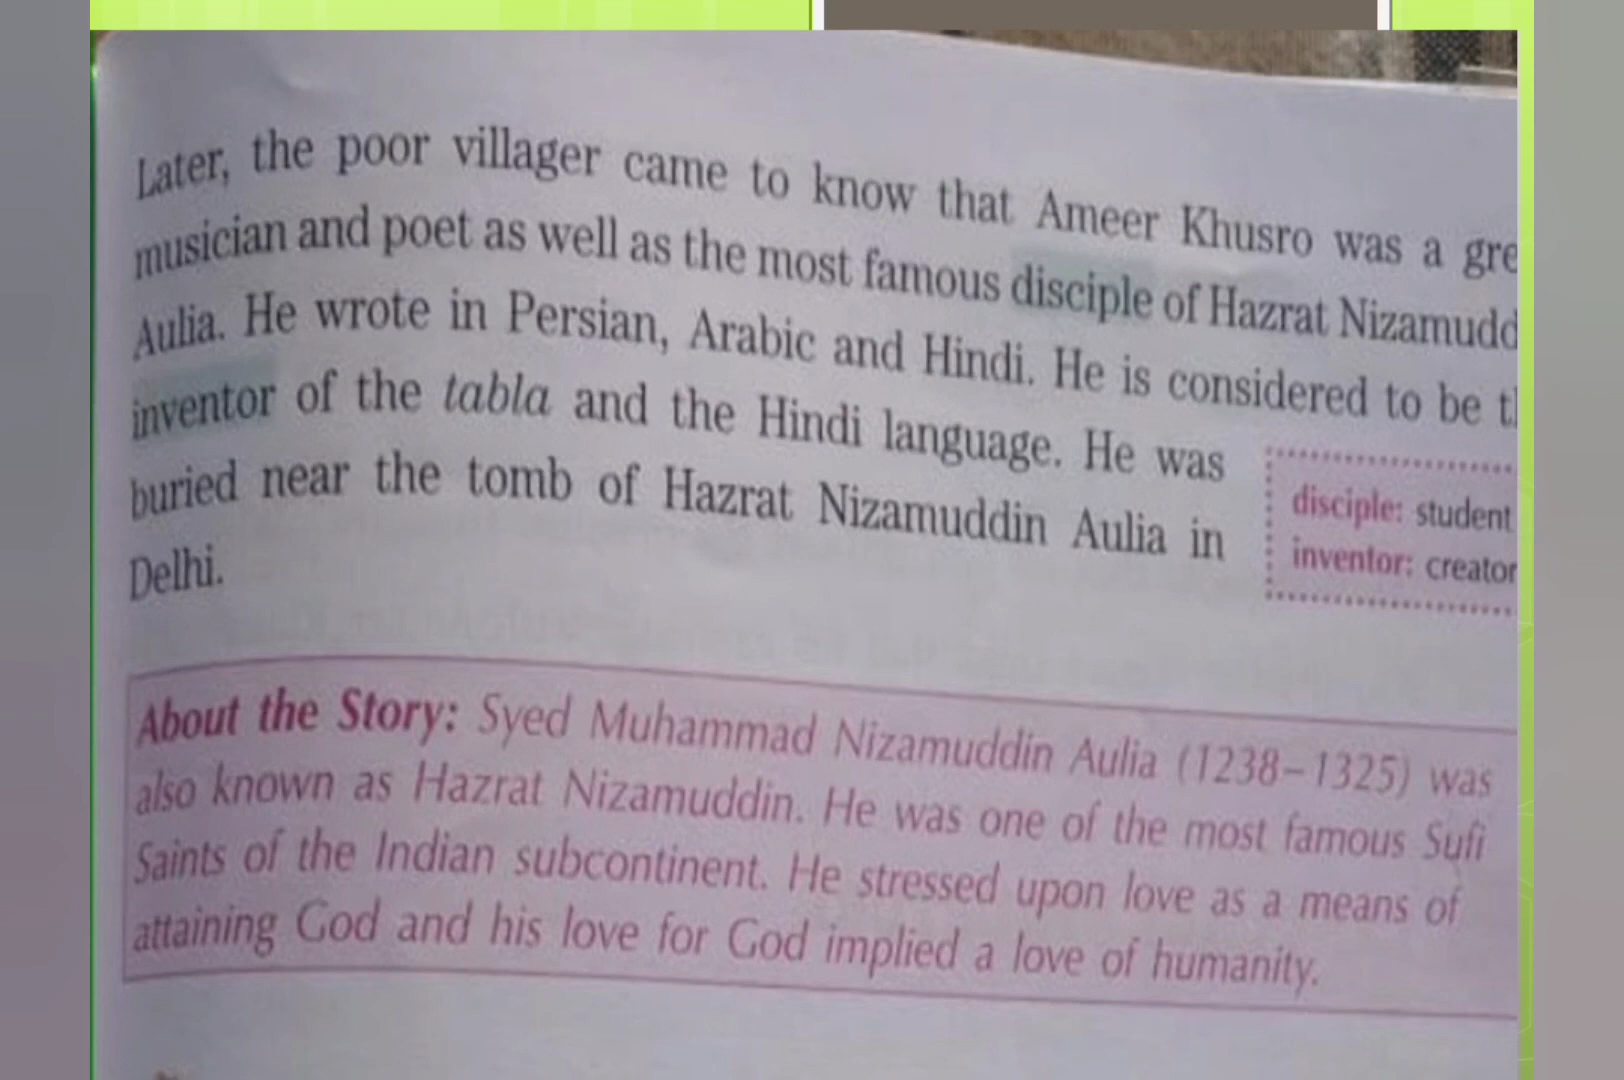 Later, the poor villager came to know that Ameer Khusro was a gre
musician and poet as well as the most famous disciple of Hazrat Nizamudd
Aulia. He wrote in Persian, Arabic and Hindi. He is considered to be t
inventor of the tabla and the Hindi language. He was
buried near the tomb of Hazrat Nizamuddin Aulia in
Delhi.
disciple: student
inventor: creator
About the Story: Syed Muhammad Nizamuddin Aulia (1238–1325) was
also known as Hazrat Nizamuddin. He was one of the most famous Sufi
Saints of the Indian subcontinent. He stressed upon love as a means of
attaining God and his love for God implied a love of humanity.